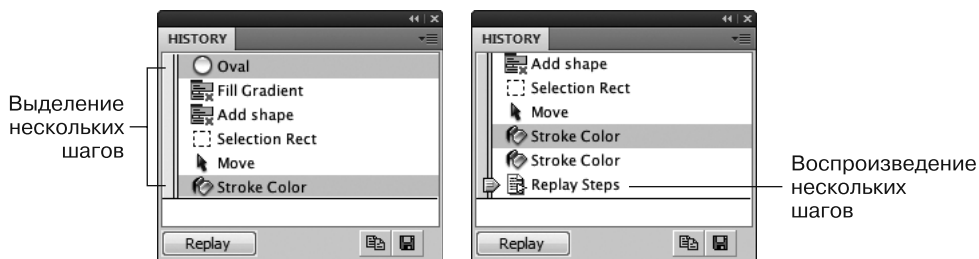 HISTORY
Oval
Fill Gradient
Add shape
Selection Rect
Move
Stroke Color
Replay
Выделение
нескольких
шагов
HISTORY
Add shape
Selection Rect
Move
Stroke Color
Stroke Color
Replay Steps
Replay
Воспроизведение
нескольких
шагов